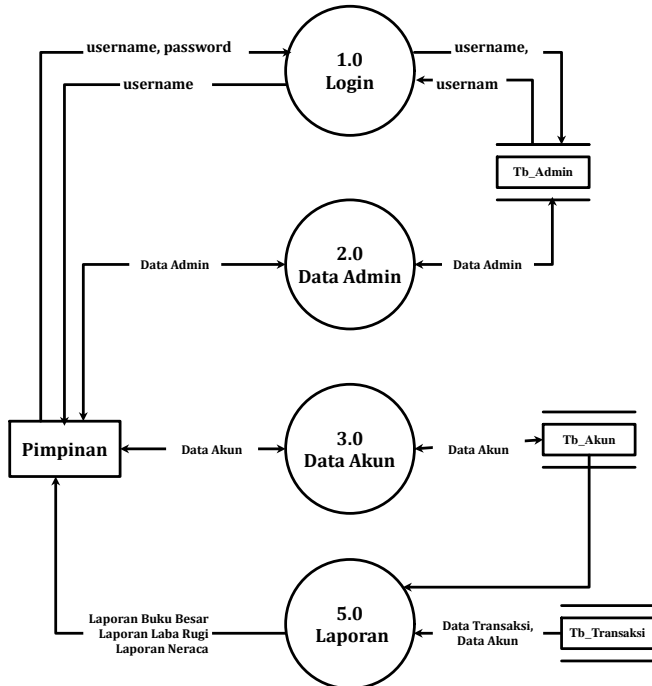 username, password
1.0
Login
username,
username
usernam
Tb_Admin
2.0
Data Admin
Data Admin
Data Admin
Pimpinan
Data Akun
3.0
Data Akun
Data Akun
Tb_Akun
5.0
Laporan
Laporan Buku Besar
Laporan Laba Rugi
Laporan Neraca
Data Transaksi,
Data Akun
Tb_Transaksi